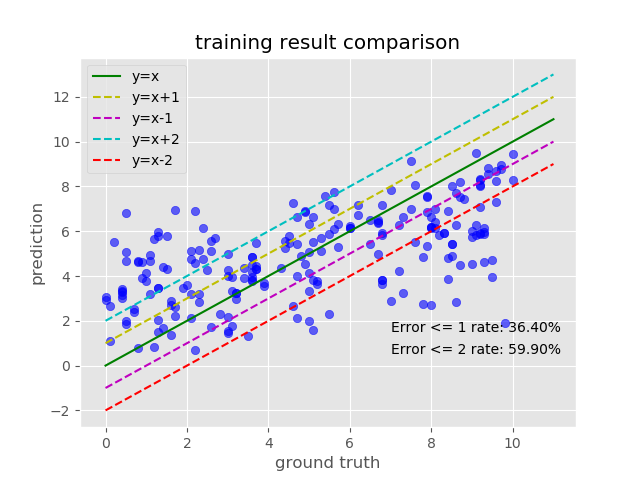 training result comparison
y=x
y=x+1
y=x-1
y=x+2
y=x-2
12
10
8
6
4
2
0
−2
prediction
Error <= 1 rate: 36.40%
Error <= 2 rate: 59.90%
0 2 4 6 8 10
ground truth